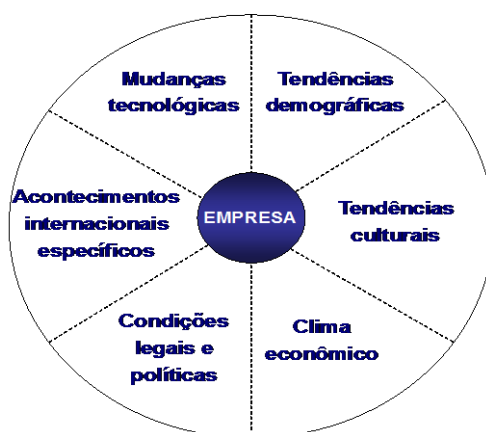 Mudanças
tecnológicas
Tendências
demográficas
Acontecimentos
internacionais
específicos
EMPRESA
Tendências
culturais
Condições
legais e
políticas
Clima
econômico